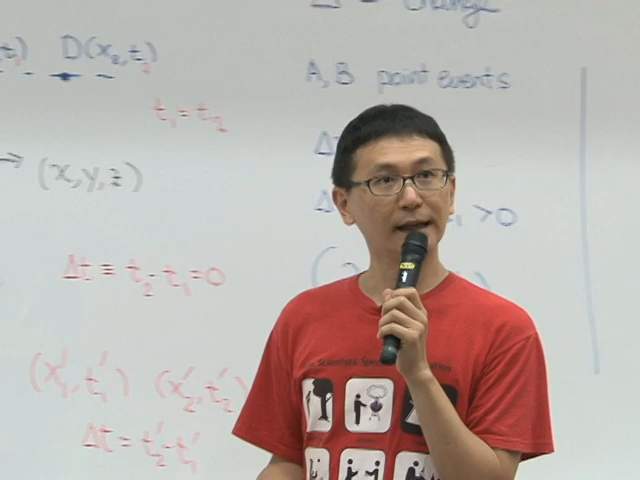 Δ = change
t₁) D(x₂,t₂)
A, B point events
t₁ = t₂
→ (x,y,z)
> 0
Δt ≡ t₂ - t₁ = 0
(x₁',t₁') (x₂',t₂')
Δt = t₂' - t₁'
Scientists